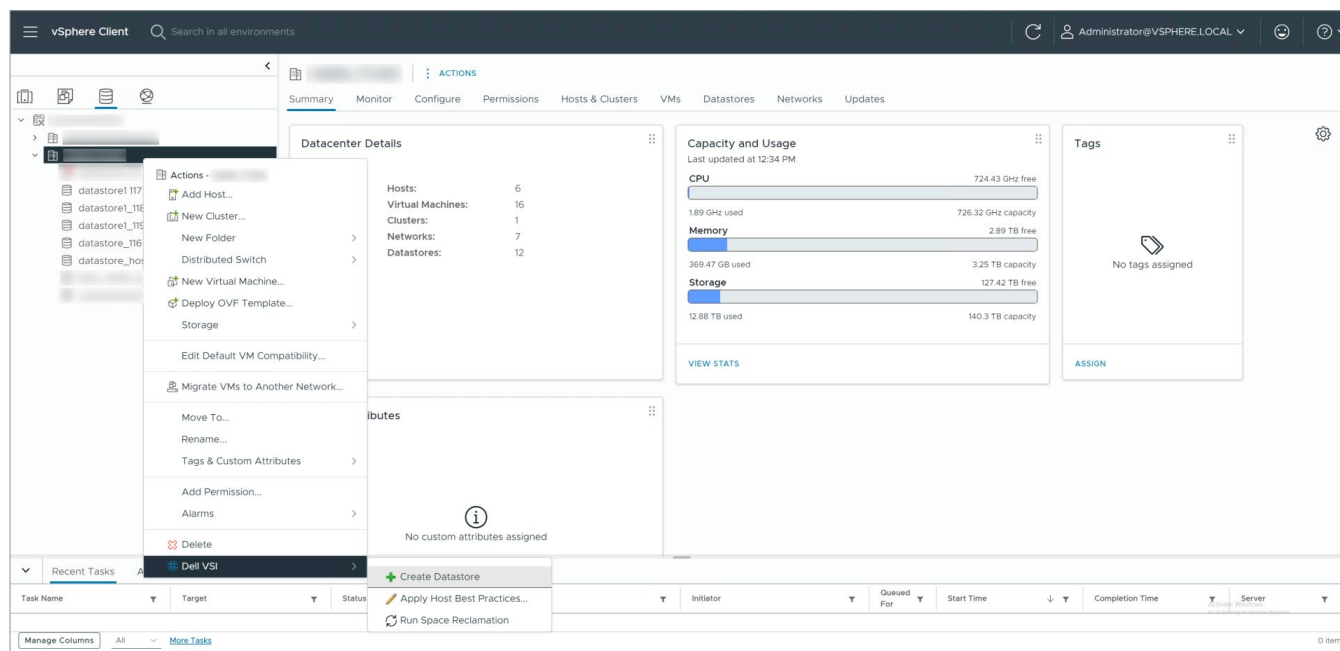 vSphere Client
Search in all environments
Administrator@VSPHERE.LOCAL
ACTIONS
Summary Monitor Configure Permissions Hosts & Clusters VMs Datastores Networks Updates
datastore1 117
datastore1_118
datastore1_119
datastore_116
datastore_hos
Actions -
Add Host...
New Cluster...
New Folder
Distributed Switch
New Virtual Machine...
Deploy OVF Template...
Storage
Edit Default VM Compatibility...
Migrate VMs to Another Network...
Move To...
Rename...
Tags & Custom Attributes
Add Permission...
Alarms
Delete
Dell VSI
Create Datastore
Apply Host Best Practices...
Run Space Reclamation
Datacenter Details
Hosts: 6
Virtual Machines: 16
Clusters: 1
Networks: 7
Datastores: 12
Capacity and Usage
Last updated at 12:34 PM
CPU 724.43 GHz free
1.89 GHz used 726.32 GHz capacity
Memory 2.89 TB free
369.47 GB used 3.25 TB capacity
Storage 127.42 TB free
12.88 TB used 140.3 TB capacity
VIEW STATS
Tags
No tags assigned
ASSIGN
ibutes
No custom attributes assigned
Recent Tasks A
Task Name Target Status Initiator Queued For Start Time Completion Time Server
Activate Windows
Manage Columns All More Tasks
0 item